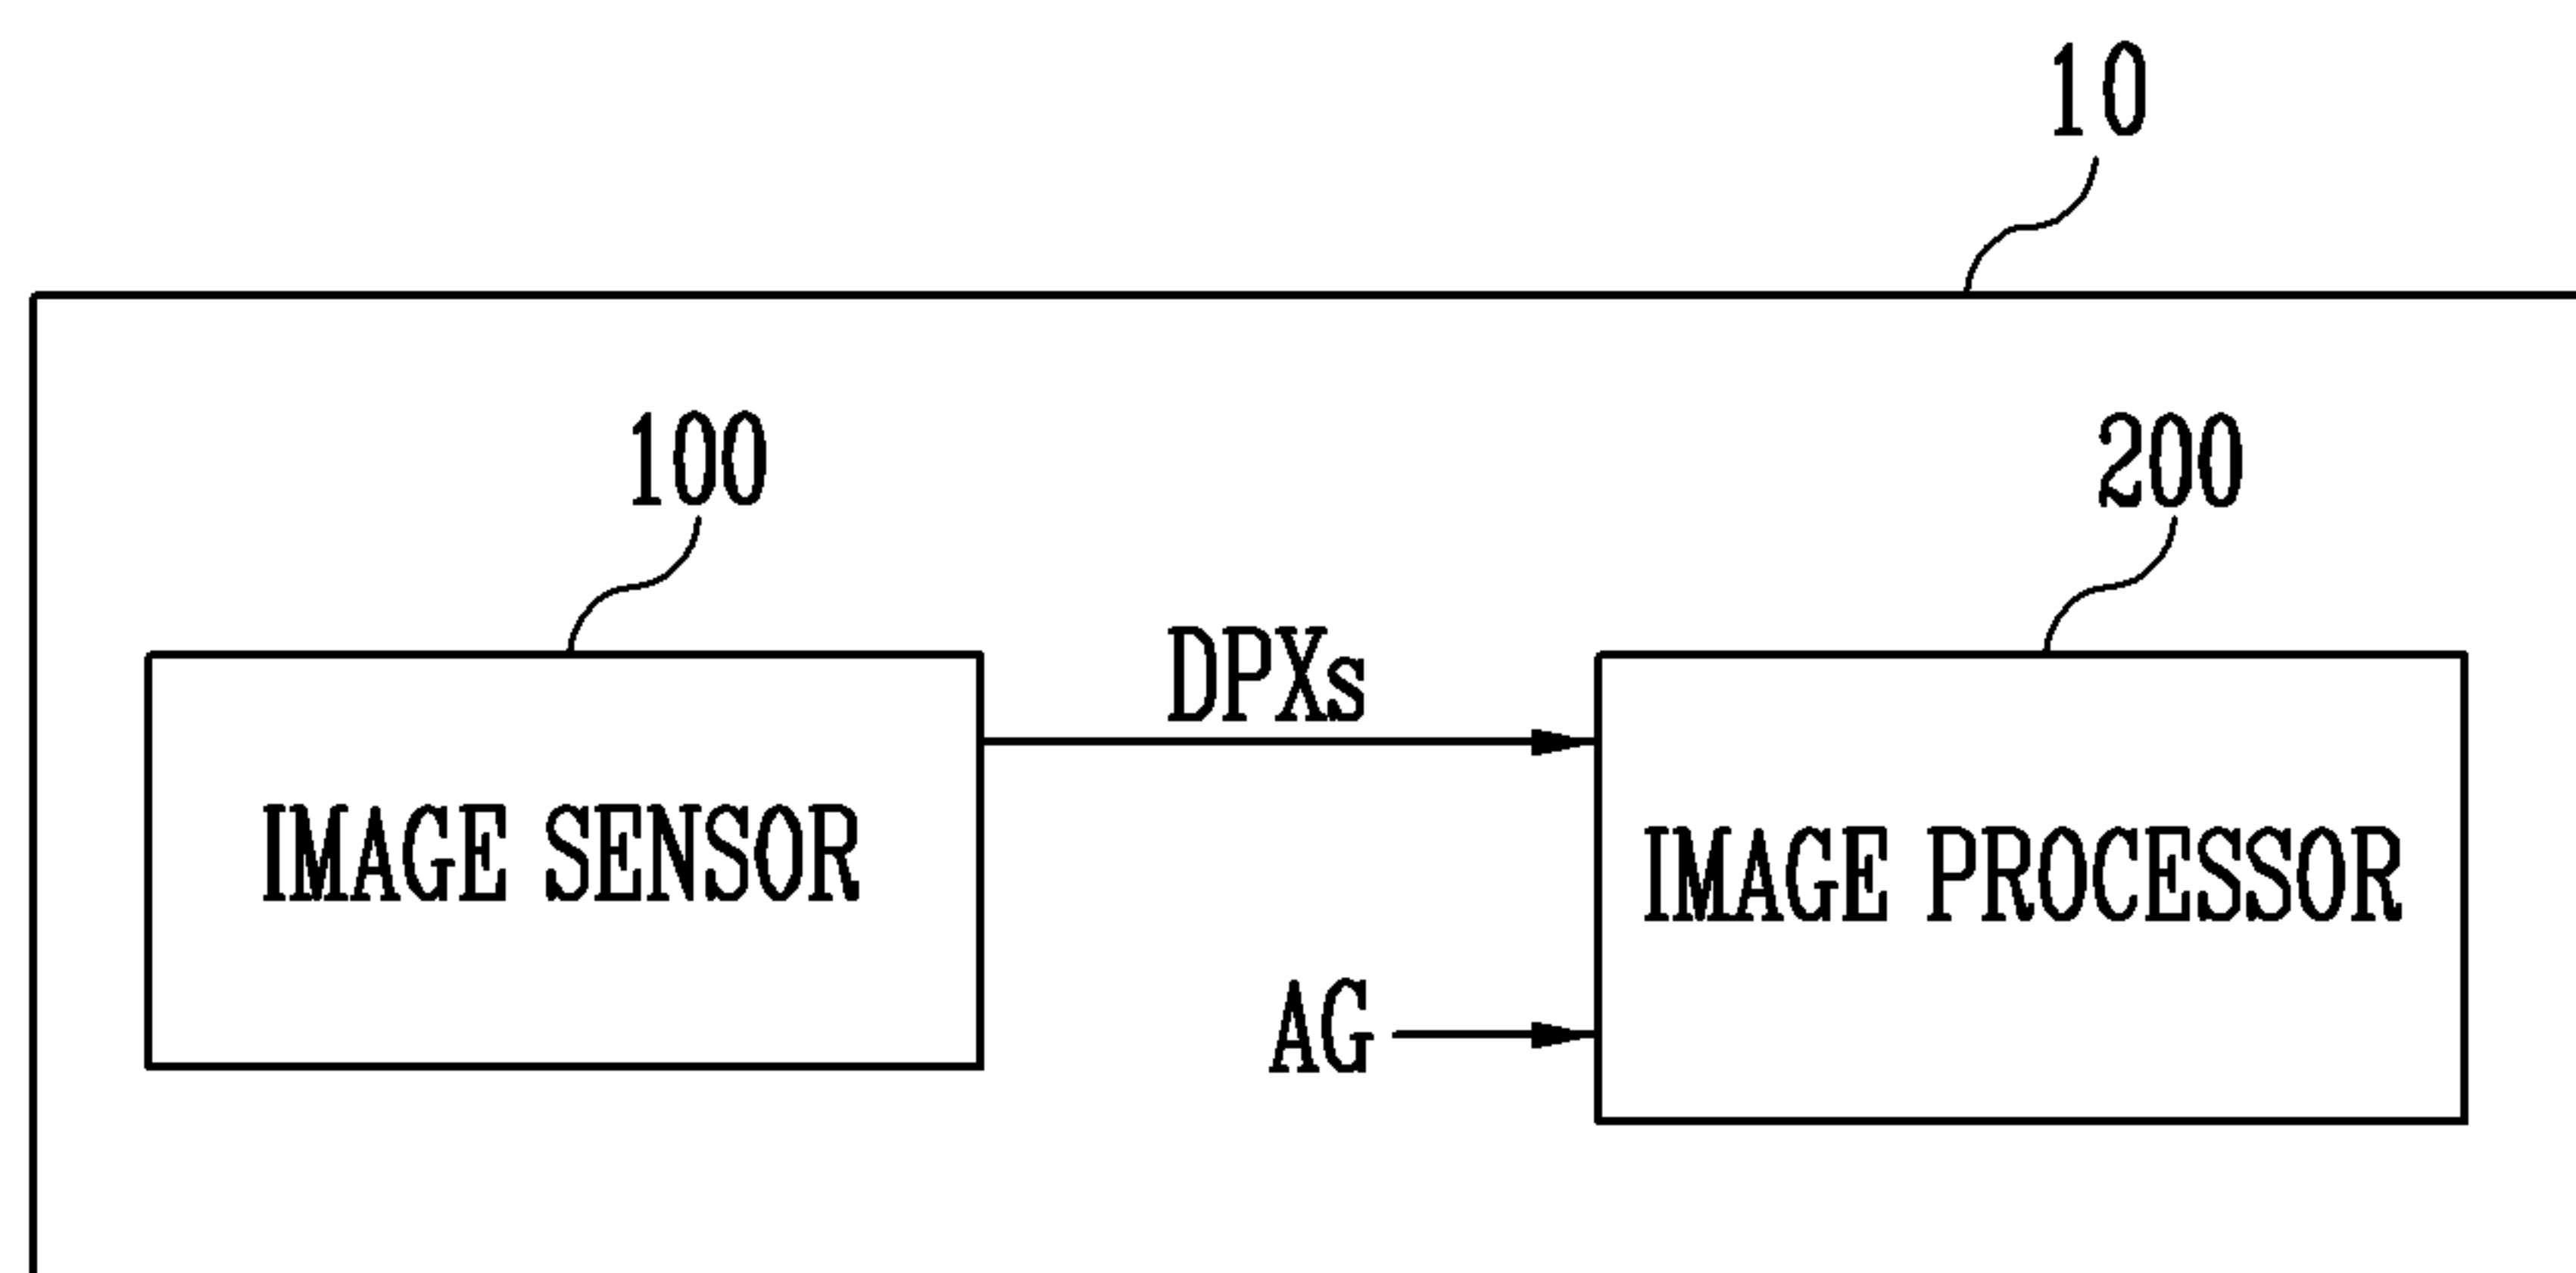 10
100
200
DPXs
IMAGE SENSOR
IMAGE PROCESSOR
AG